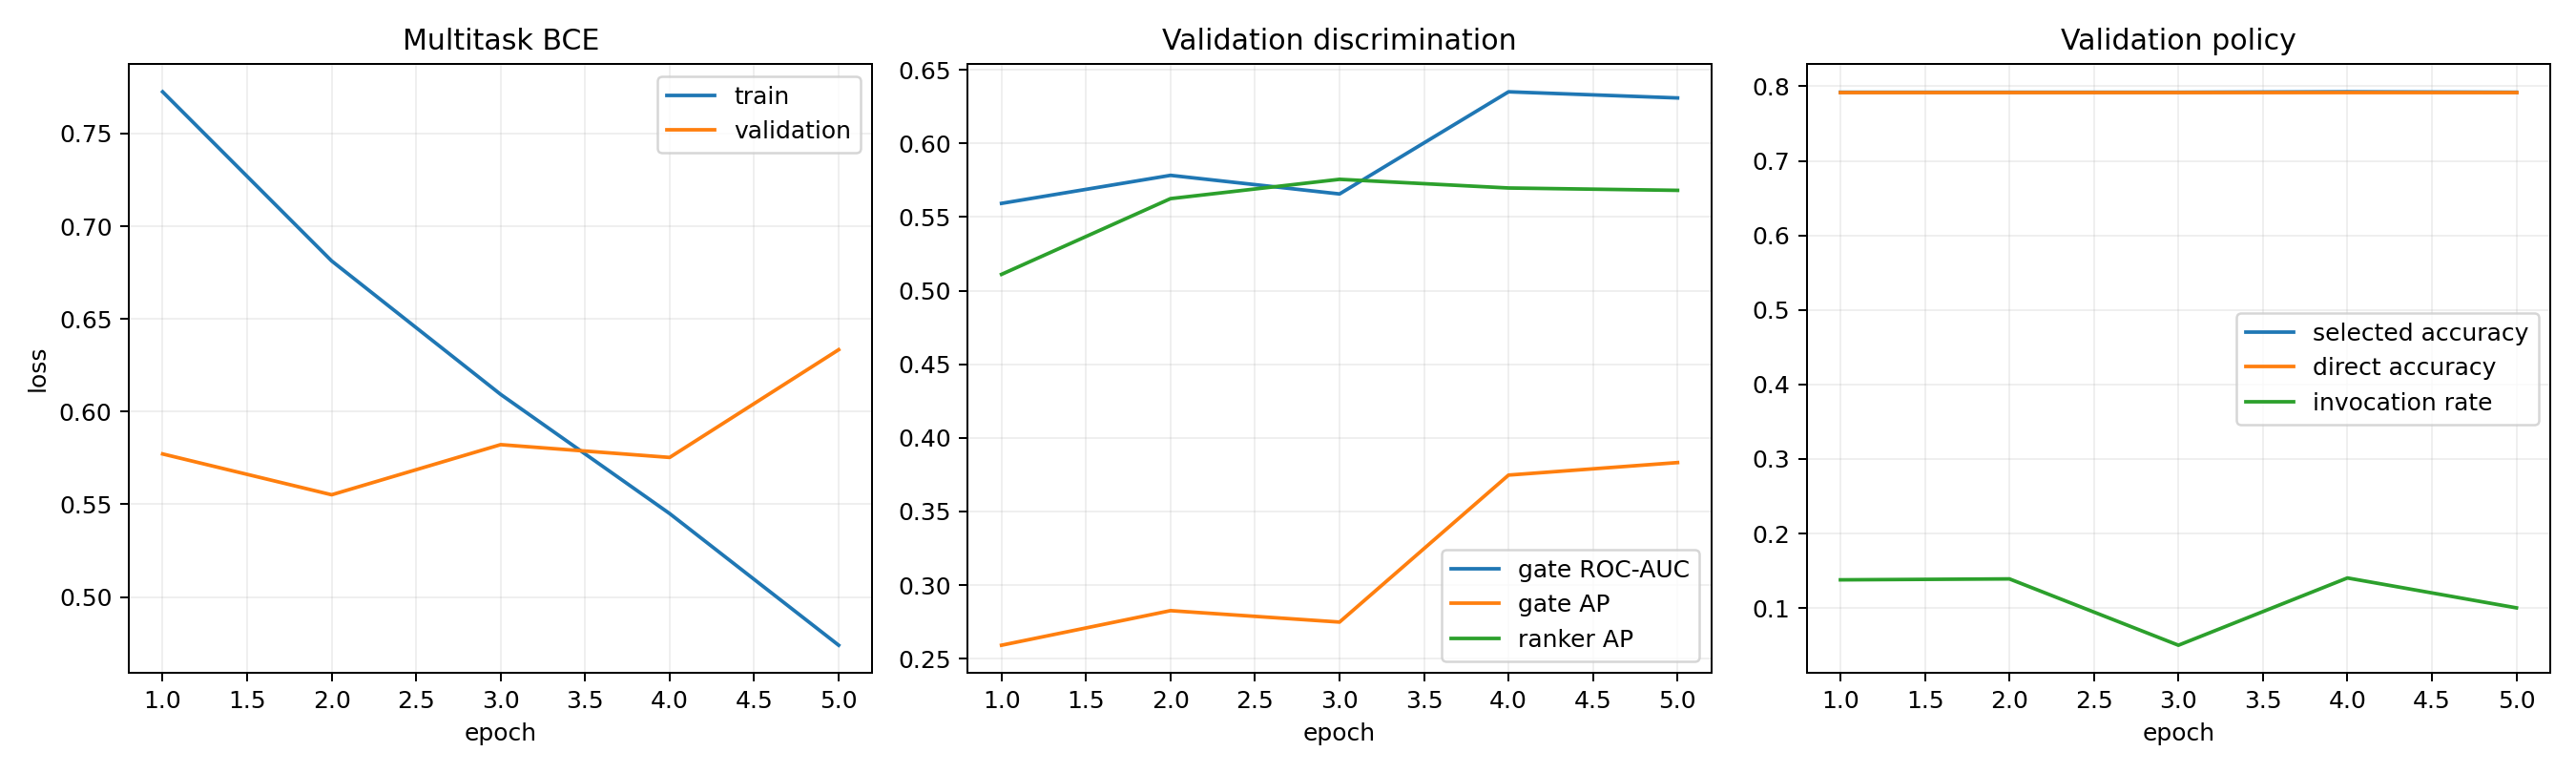 Multitask BCE
train
validation
0.75
0.70
0.65
0.60
0.55
0.50
loss
1.0 1.5 2.0 2.5 3.0 3.5 4.0 4.5 5.0
epoch
Validation discrimination
0.65
0.60
0.55
0.50
0.45
0.40
0.35
0.30
0.25
gate ROC-AUC
gate AP
ranker AP
1.0 1.5 2.0 2.5 3.0 3.5 4.0 4.5 5.0
epoch
Validation policy
0.8
0.7
0.6
0.5
0.4
0.3
0.2
0.1
selected accuracy
direct accuracy
invocation rate
1.0 1.5 2.0 2.5 3.0 3.5 4.0 4.5 5.0
epoch